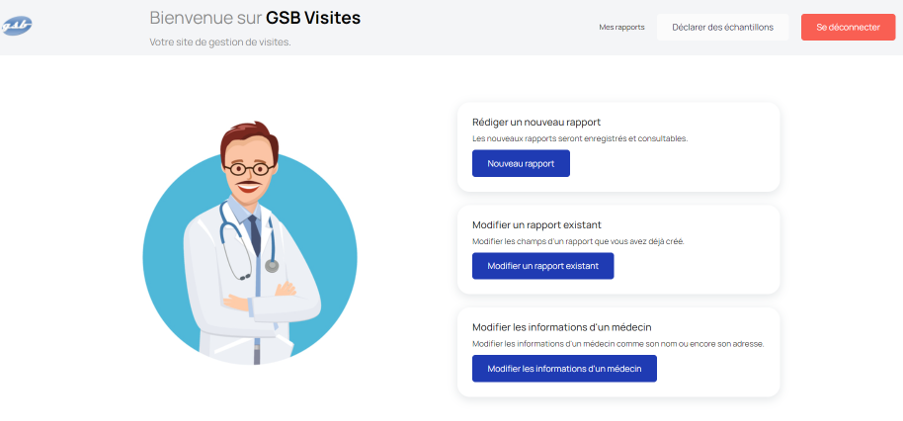 gsb
Bienvenue sur GSB Visites
Votre site de gestion de visites.
Mes rapports
Déclarer des échantillons
Se déconnecter
Rédiger un nouveau rapport
Les nouveaux rapports seront enregistrés et consultables.
Nouveau rapport
Modifier un rapport existant
Modifier les champs d'un rapport que vous avez déjà créé.
Modifier un rapport existant
Modifier les informations d'un médecin
Modifier les informations d'un médecin comme son nom ou encore son adresse.
Modifier les informations d'un médecin